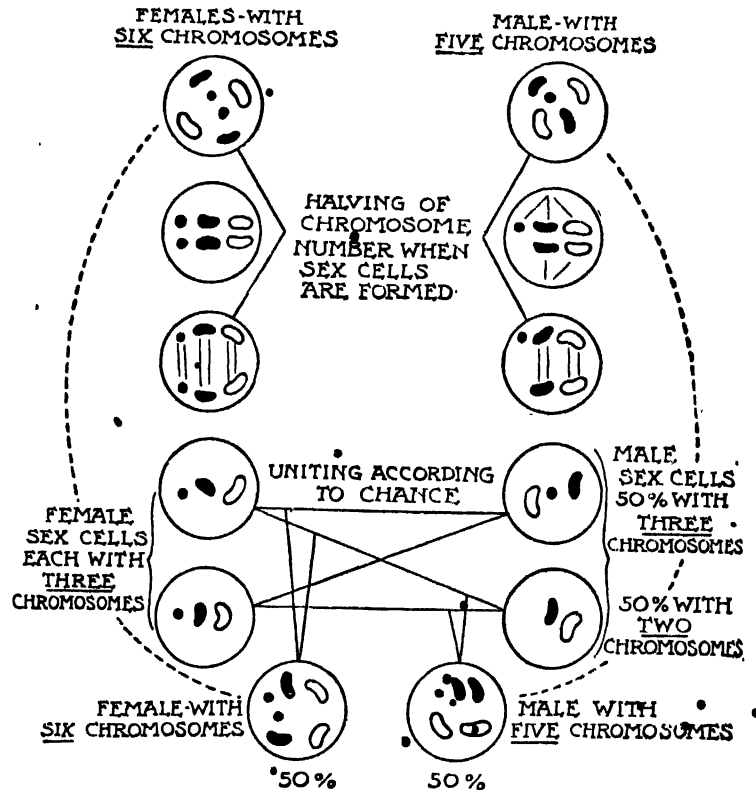 FEMALES-WITH
SIX CHROMOSOMES
MALE-WITH
FIVE CHROMOSOMES
HALVING OF
CHROMOSOME
NUMBER WHEN
SEX CELLS
ARE FORMED
UNITING ACCORDING
TO CHANCE
FEMALE
SEX CELLS
EACH WITH
THREE
CHROMOSOMES
MALE
SEX CELLS
50% WITH
THREE
CHROMOSOMES
50% WITH
TWO
CHROMOSOMES
FEMALE-WITH
SIX CHROMOSOMES
MALE WITH
FIVE CHROMOSOMES
50%
50%